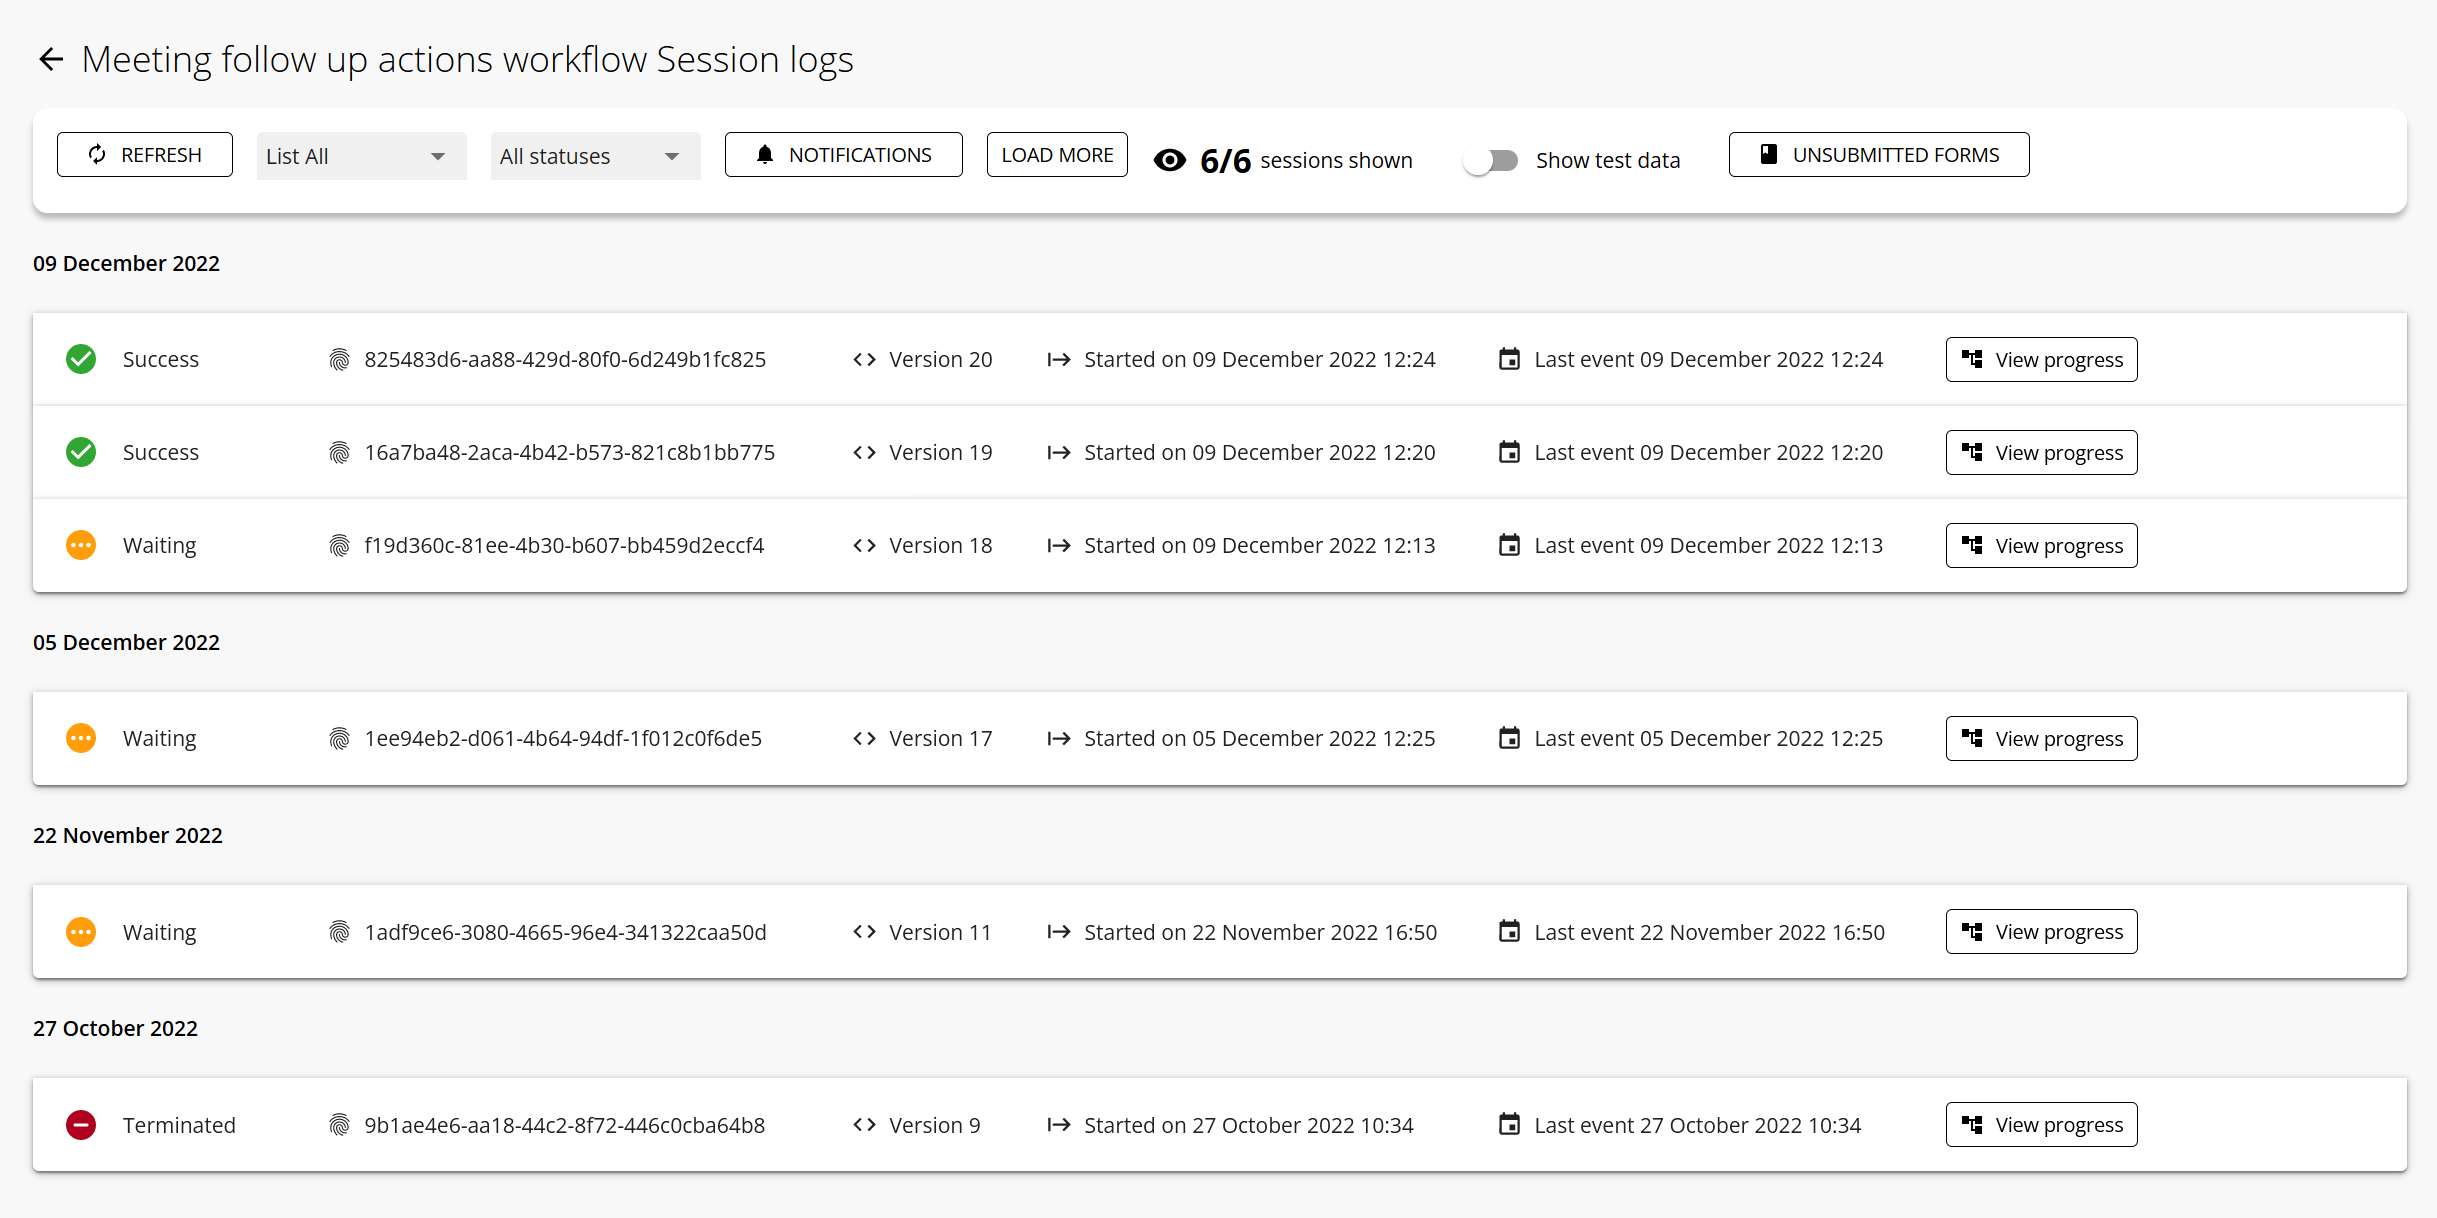 Meeting follow up actions workflow Session logs
REFRESH List All All statuses NOTIFICATIONS LOAD MORE 6/6 sessions shown Show test data UNSUBMITTED FORMS
09 December 2022
Success 825483d6-aa88-429d-80f0-6d249b1fc825 Version 20 Started on 09 December 2022 12:24 Last event 09 December 2022 12:24 View progress
Success 16a7ba48-2aca-4b42-b573-821c8b1bb775 Version 19 Started on 09 December 2022 12:20 Last event 09 December 2022 12:20 View progress
Waiting f19d360c-81ee-4b30-b607-bb459d2eccf4 Version 18 Started on 09 December 2022 12:13 Last event 09 December 2022 12:13 View progress
05 December 2022
Waiting 1ee94eb2-d061-4b64-94df-1f012c0f6de5 Version 17 Started on 05 December 2022 12:25 Last event 05 December 2022 12:25 View progress
22 November 2022
Waiting 1adf9ce6-3080-4665-96e4-341322caa50d Version 11 Started on 22 November 2022 16:50 Last event 22 November 2022 16:50 View progress
27 October 2022
Terminated 9b1ae4e6-aa18-44c2-8f72-446c0cba64b8 Version 9 Started on 27 October 2022 10:34 Last event 27 October 2022 10:34 View progress